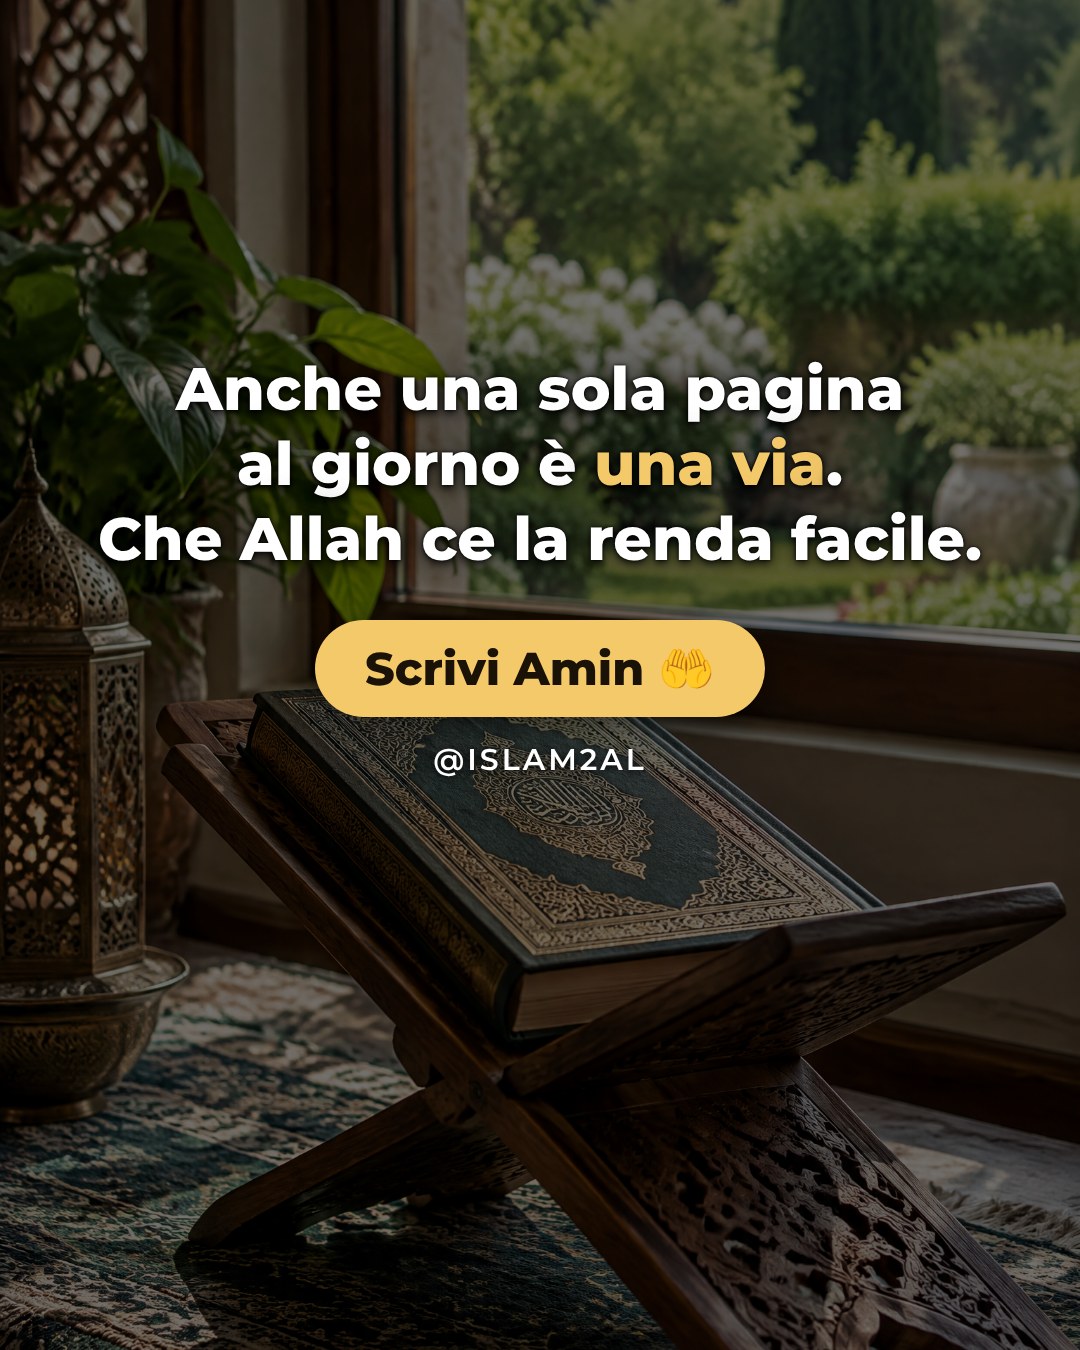 Anche una sola pagina
al giorno è una via.
Che Allah ce la renda facile.
Scrivi Amin 🤲
@ISLAM2AL